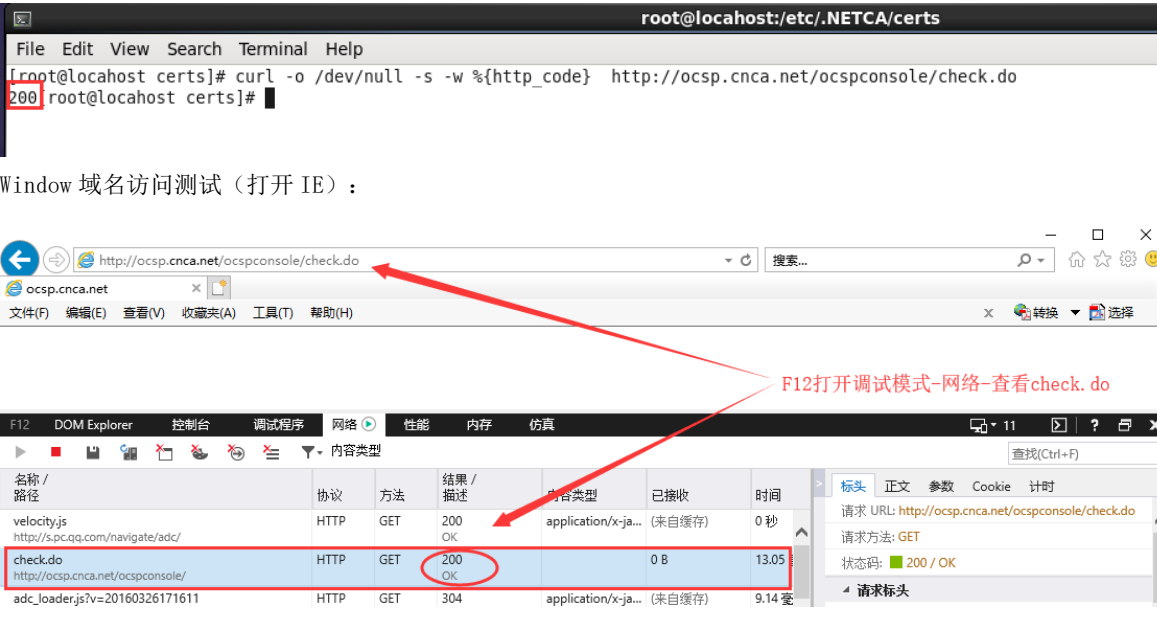 root@locahost:/etc/.NETCA/certs
File Edit View Search Terminal Help
[root@locahost certs]# curl -o /dev/null -s -w %{http_code} http://ocsp.cnca.net/ocspconsole/check.do
200[root@locahost certs]#
Window 域名访问测试（打开 IE）：
http://ocsp.cnca.net/ocspconsole/check.do
搜索...
ocsp.cnca.net
文件(F) 编辑(E) 查看(V) 收藏夹(A) 工具(T) 帮助(H)
x 转换 选择
F12打开调试模式-网络-查看check.do
F12 DOM Explorer 控制台 调试程序 网络 性能 内存 仿真 11 ?
内容类型
查找(Ctrl+F)
名称 /
路径
协议 方法
结果 /
描述
内容类型 已接收 时间
标头 正文 参数 Cookie 计时
velocity.js HTTP GET 200 application/x-ja... (来自缓存) 0 秒
http://s.pc.qq.com/navigate/adc/ OK
check.do HTTP GET 200 0 B 13.05
http://ocsp.cnca.net/ocspconsole/ OK
adc_loader.js?v=20160326171611 HTTP GET 304 application/x-ja... (来自缓存) 9.14 毫
请求 URL: http://ocsp.cnca.net/ocspconsole/check.do
请求方法: GET
状态码: 200 / OK
请求标头